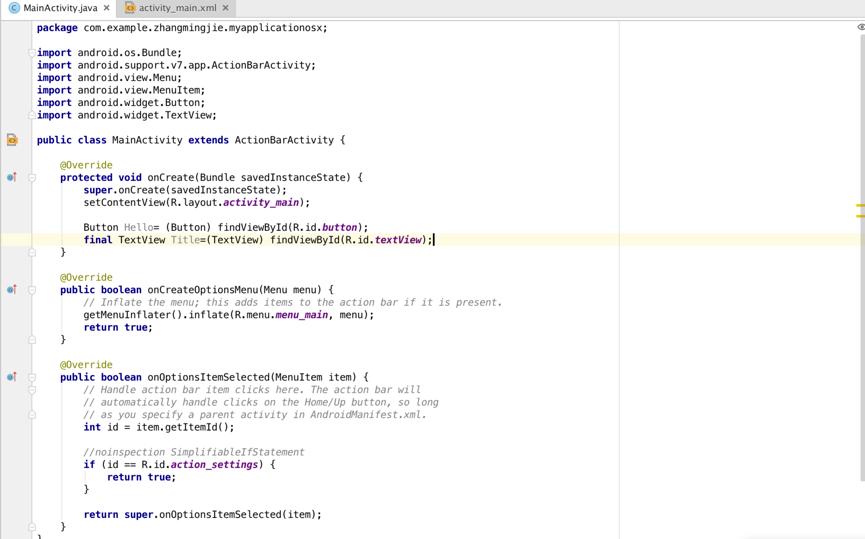 MainActivity.java × activity_main.xml ×
package com.example.zhangmingjie.myapplicationosx;
import android.os.Bundle;
import android.support.v7.app.ActionBarActivity;
import android.view.Menu;
import android.view.MenuItem;
import android.widget.Button;
import android.widget.TextView;
public class MainActivity extends ActionBarActivity {
@Override
protected void onCreate(Bundle savedInstanceState) {
super.onCreate(savedInstanceState);
setContentView(R.layout.activity_main);
Button Hello= (Button) findViewById(R.id.button);
final TextView Title=(TextView) findViewById(R.id.textView);
}
@Override
public boolean onCreateOptionsMenu(Menu menu) {
// Inflate the menu; this adds items to the action bar if it is present.
getMenuInflater().inflate(R.menu.menu_main, menu);
return true;
}
@Override
public boolean onOptionsItemSelected(MenuItem item) {
// Handle action bar item clicks here. The action bar will
// automatically handle clicks on the Home/Up button, so long
// as you specify a parent activity in AndroidManifest.xml.
int id = item.getItemId();
//noinspection SimplifiableIfStatement
if (id == R.id.action_settings) {
return true;
}
return super.onOptionsItemSelected(item);
}
}